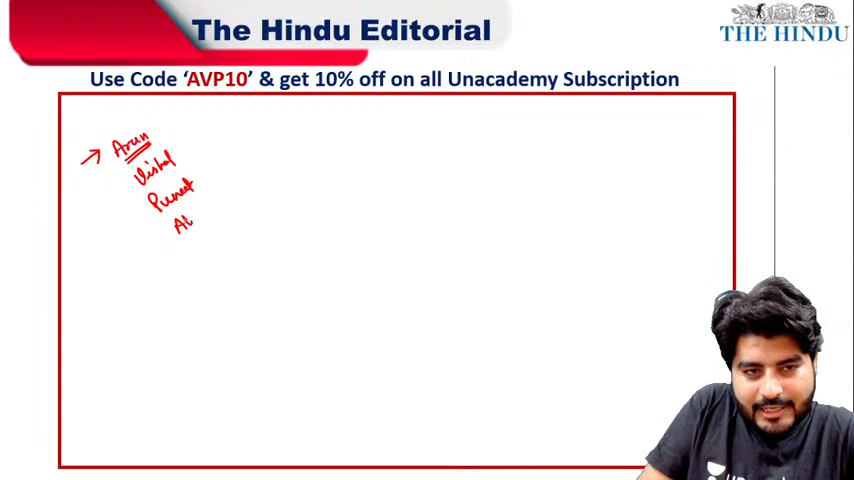 The Hindu Editorial
THE HINDU
Use Code ‘AVP10’ & get 10% off on all Unacademy Subscription
→ Arun
Vishal
Puneet